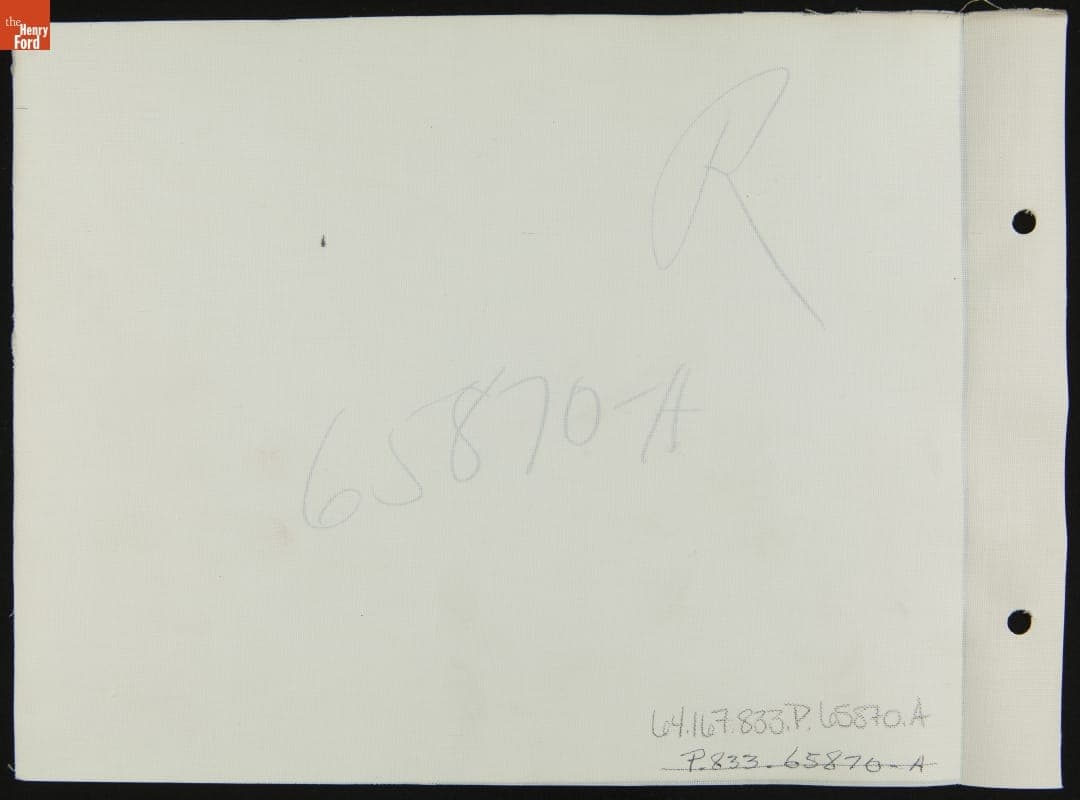 the
Henry
Ford
R
65870-A
64.167.833.P.65870.A
P.833-65870-A